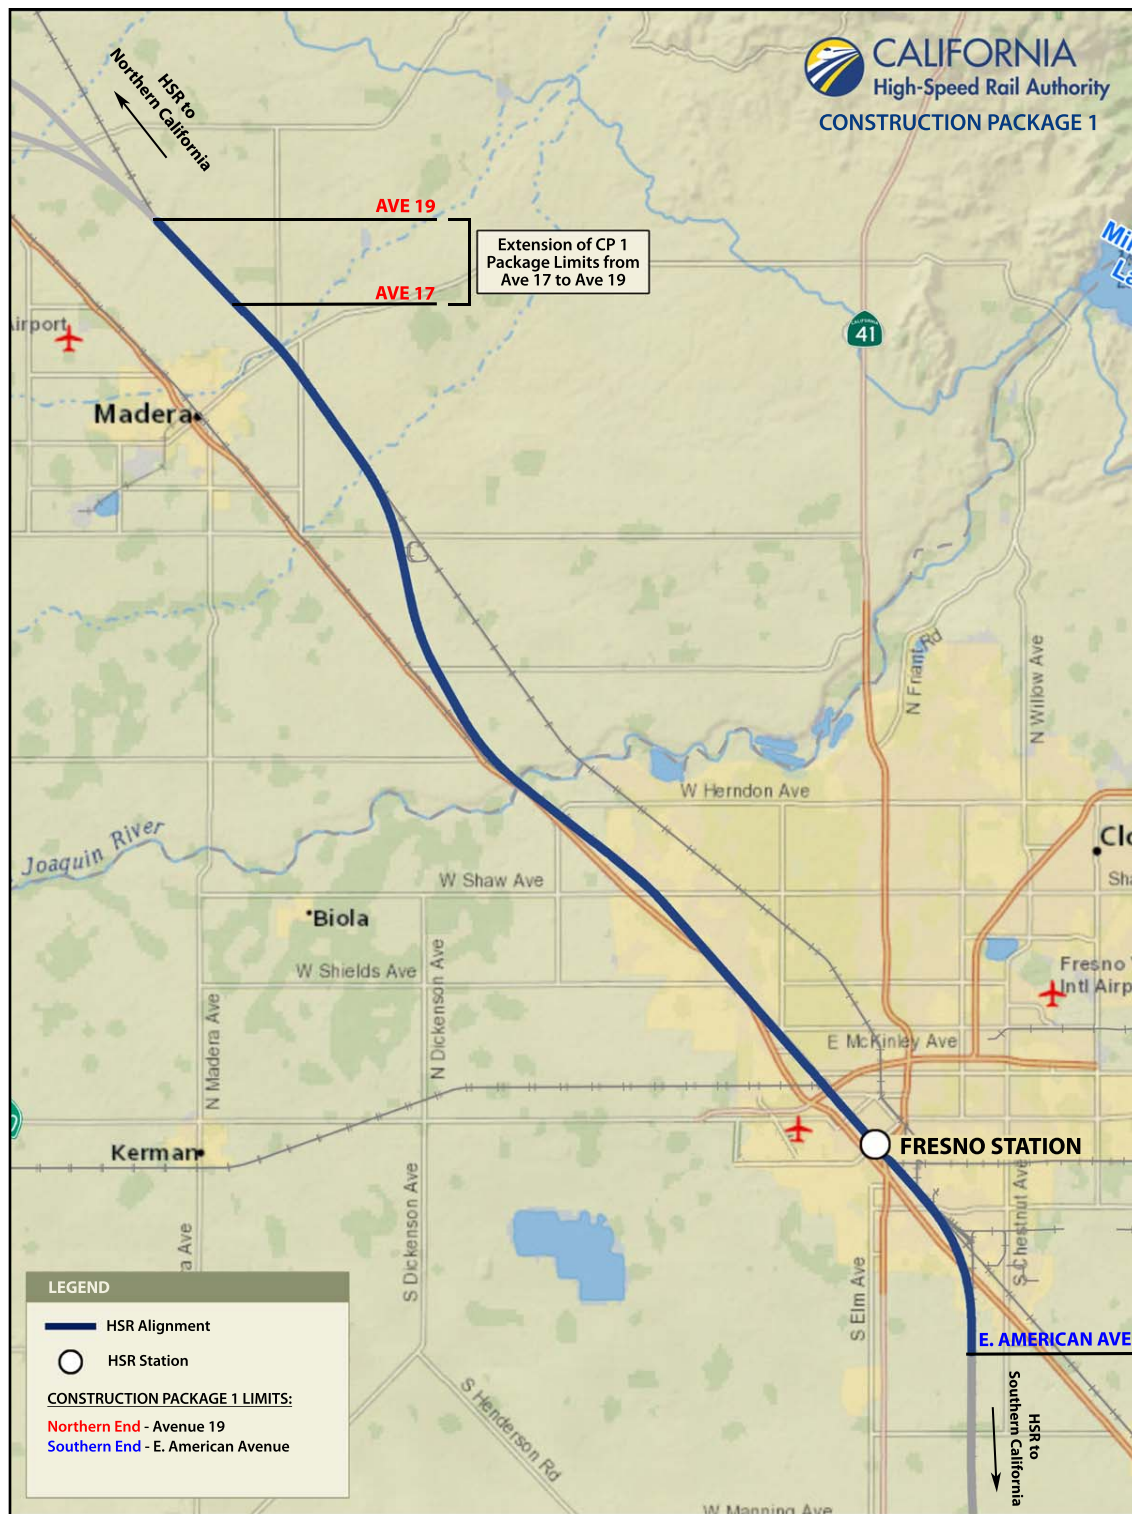 CALIFORNIA
High-Speed Rail Authority
CONSTRUCTION PACKAGE 1
HSR to
Northern California
AVE 19
Extension of CP 1
Package Limits from
Ave 17 to Ave 19
AVE 17
CALIFORNIA
41
Airport
Madera
N Friant Rd
N Willow Ave
W Herndon Ave
Joaquin River
W Shaw Ave
Biola
W Shields Ave
N Dickenson Ave
N Madera Ave
Fresno
Intl Airp
E McKinley Ave
Kerman
FRESNO STATION
S Dickenson Ave
S Chestnut Ave
S Elm Ave
a Ave
E. AMERICAN AVE
S Henderson Rd
HSR to
Southern California
W Manning Ave
LEGEND
HSR Alignment
HSR Station
CONSTRUCTION PACKAGE 1 LIMITS:
Northern End - Avenue 19
Southern End - E. American Avenue